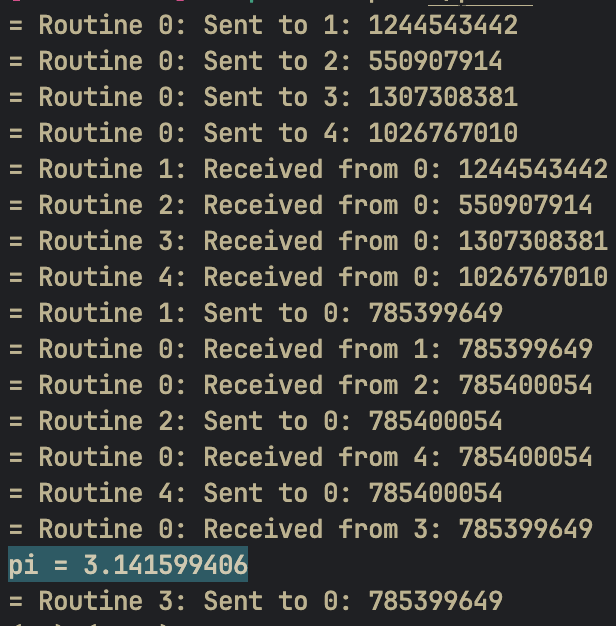 = Routine 0: Sent to 1: 1244543442
= Routine 0: Sent to 2: 550907914
= Routine 0: Sent to 3: 1307308381
= Routine 0: Sent to 4: 1026767010
= Routine 1: Received from 0: 1244543442
= Routine 2: Received from 0: 550907914
= Routine 3: Received from 0: 1307308381
= Routine 4: Received from 0: 1026767010
= Routine 1: Sent to 0: 785399649
= Routine 0: Received from 1: 785399649
= Routine 0: Received from 2: 785400054
= Routine 2: Sent to 0: 785400054
= Routine 0: Received from 4: 785400054
= Routine 4: Sent to 0: 785400054
= Routine 0: Received from 3: 785399649
pi = 3.141599406
= Routine 3: Sent to 0: 785399649